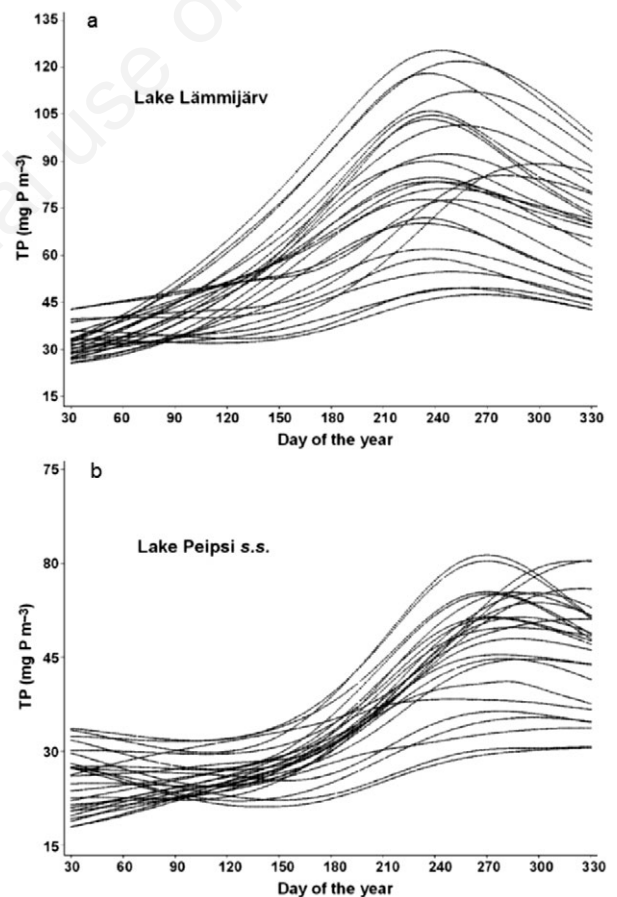 al use o
135
a
120
Lake Lämmijärv
105
90
75
60
45
30
15
TP (mg P m–3)
30 60 90 120 150 180 210 240 270 300 330
Day of the year
75
b
80
Lake Peipsi s.s.
45
30
15
TP (mg P m–3)
30 60 90 120 150 180 210 240 270 300 330
Day of the year